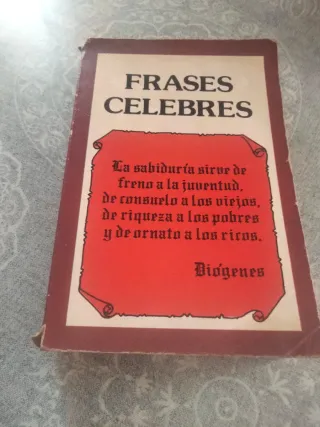 FRASES
CELEBRES
La sabiduría sirve de
freno a la juventud,
de consuelo a los viejos,
de riqueza a los pobres
y de ornato a los ricos.
Diógenes